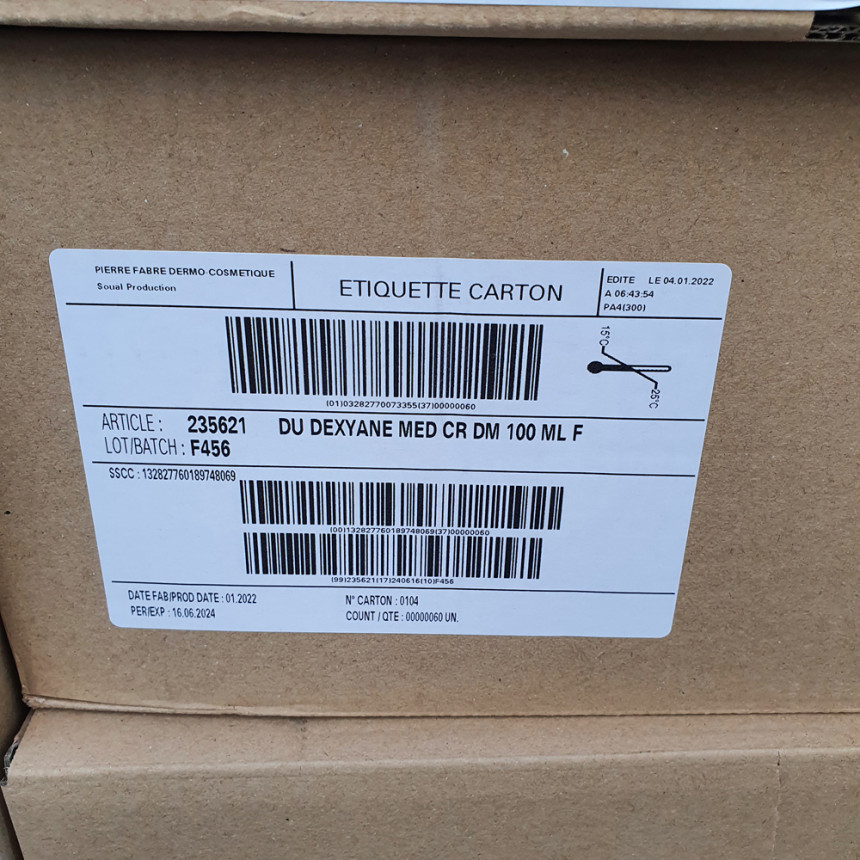 PIERRE FABRE DERMO-COSMETIQUE
Soual Production
ETIQUETTE CARTON
EDITE LE 04.01.2022
A 06:43:54
PA4(300)
15°C
25°C
(01)03282770073355(37)00000060
ARTICLE : 235621 DU DEXYANE MED CR DM 100 ML F
LOT/BATCH : F456
SSCC : 132827760189748069
(00)132827760189748069(37)00000060
(99)235621(17)240616(10)F456
DATE FAB/PROD DATE : 01.2022
PER/EXP : 16.06.2024
N° CARTON : 0104
COUNT / QTE : 00000060 UN.